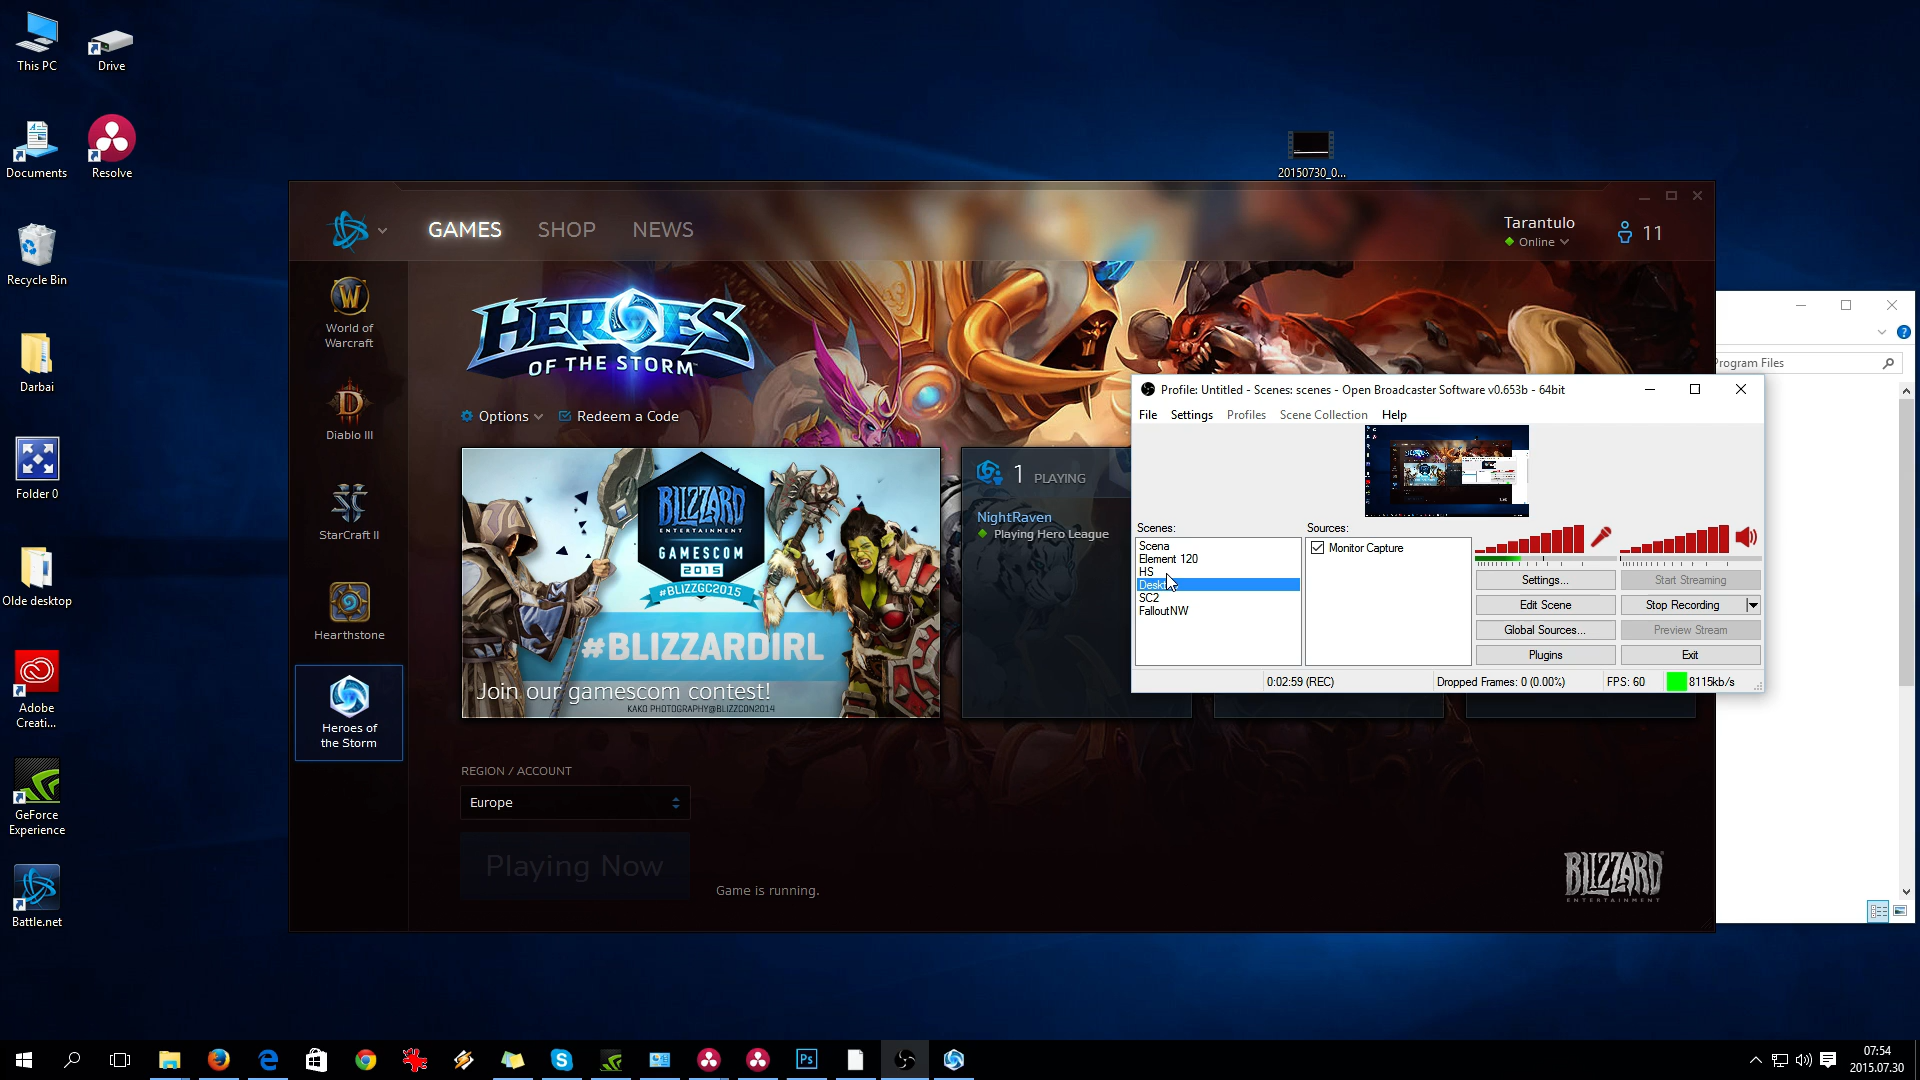 This PC
Drive
Documents
Resolve
Recycle Bin
Darbai
Folder 0
Olde desktop
Adobe
Creati...
GeForce
Experience
Battle.net
20150730_0...
GAMES
SHOP
NEWS
Tarantulo
Online
11
World of
Warcraft
Diablo III
StarCraft II
Hearthstone
Heroes of
the Storm
HEROES
OF THE STORM
Options
Redeem a Code
BLIZZARD
ENTERTAINMENT
GAMESCOM
2015
#BLIZZGC2015
#BLIZZARDIRL
Join our gamescom contest!
KAKO PHOTOGRAPHY@BLIZZCON2014
1 PLAYING
NightRaven
Playing Hero League
REGION / ACCOUNT
Europe
Playing Now
Game is running.
BLIZZARD
ENTERTAINMENT
Program Files
Profile: Untitled - Scenes: scenes - Open Broadcaster Software v0.653b - 64bit
File
Settings
Profiles
Scene Collection
Help
Scenes:
Scena
Element 120
HS
SC2
FalloutNW
Sources:
Monitor Capture
Settings...
Start Streaming
Edit Scene
Stop Recording
Global Sources...
Preview Stream
Plugins
Exit
0:02:59 (REC)
Dropped Frames: 0 (0.00%)
FPS: 60
8115kb/s
Ps
07:54
2015.07.30